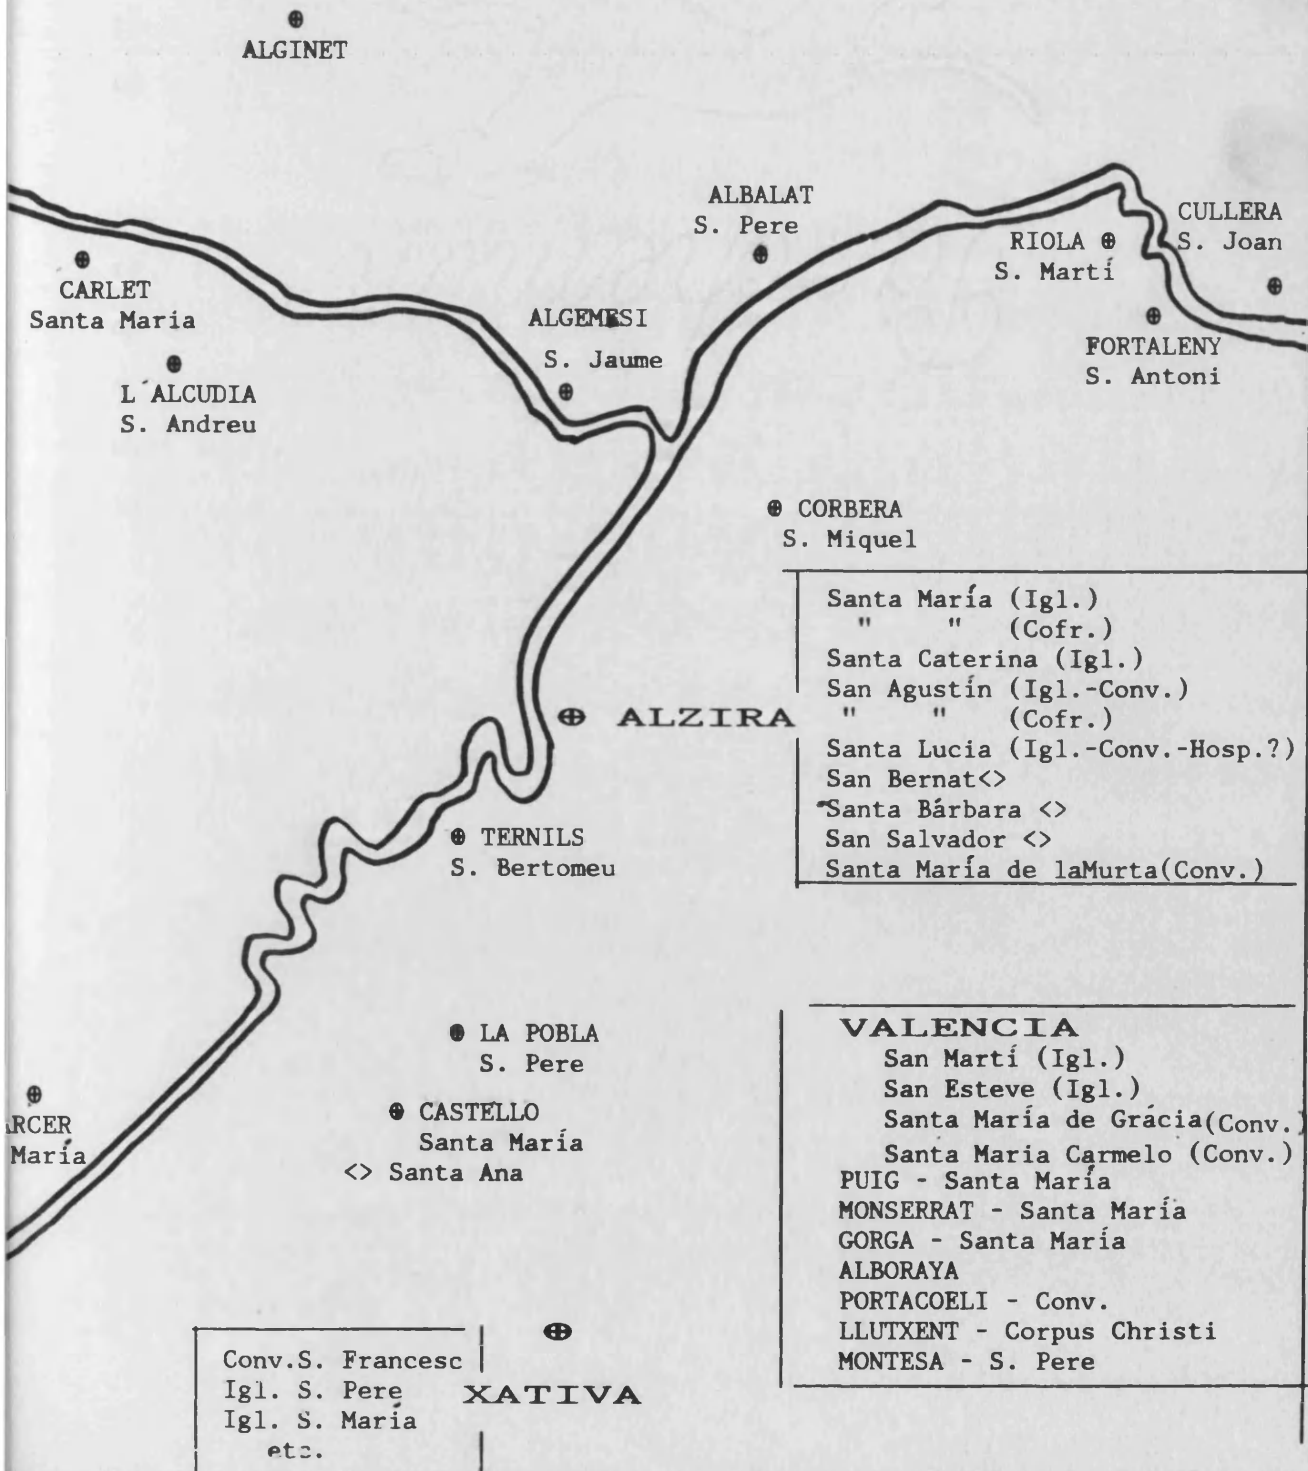 ALGINET
ALBALAT
S. Pere
CULLERA
S. Joan
RIOLA
S. Martí
CARLET
Santa Maria
ALGEMESI
S. Jaume
FORTALENY
S. Antoni
L´ALCUDIA
S. Andreu
CORBERA
S. Miquel
Santa María (Igl.)
" " (Cofr.)
Santa Caterina (Igl.)
San Agustín (Igl.-Conv.)
" " (Cofr.)
Santa Lucia (Igl.-Conv.-Hosp.?)
San Bernat<>
Santa Bárbara <>
San Salvador <>
Santa María de laMurta(Conv.)
ALZIRA
TERNILS
S. Bertomeu
LA POBLA
S. Pere
CASTELLO
Santa María
<> Santa Ana
ARCER
María
VALENCIA
San Martí (Igl.)
San Esteve (Igl.)
Santa María de Grácia(Conv.)
Santa Maria Carmelo (Conv.)
PUIG - Santa María
MONSERRAT - Santa María
GORGA - Santa María
ALBORAYA
PORTACOELI - Conv.
LLUTXENT - Corpus Christi
MONTESA - S. Pere
Conv.S. Francesc
Igl. S. Pere
Igl. S. María
etc.
XATIVA